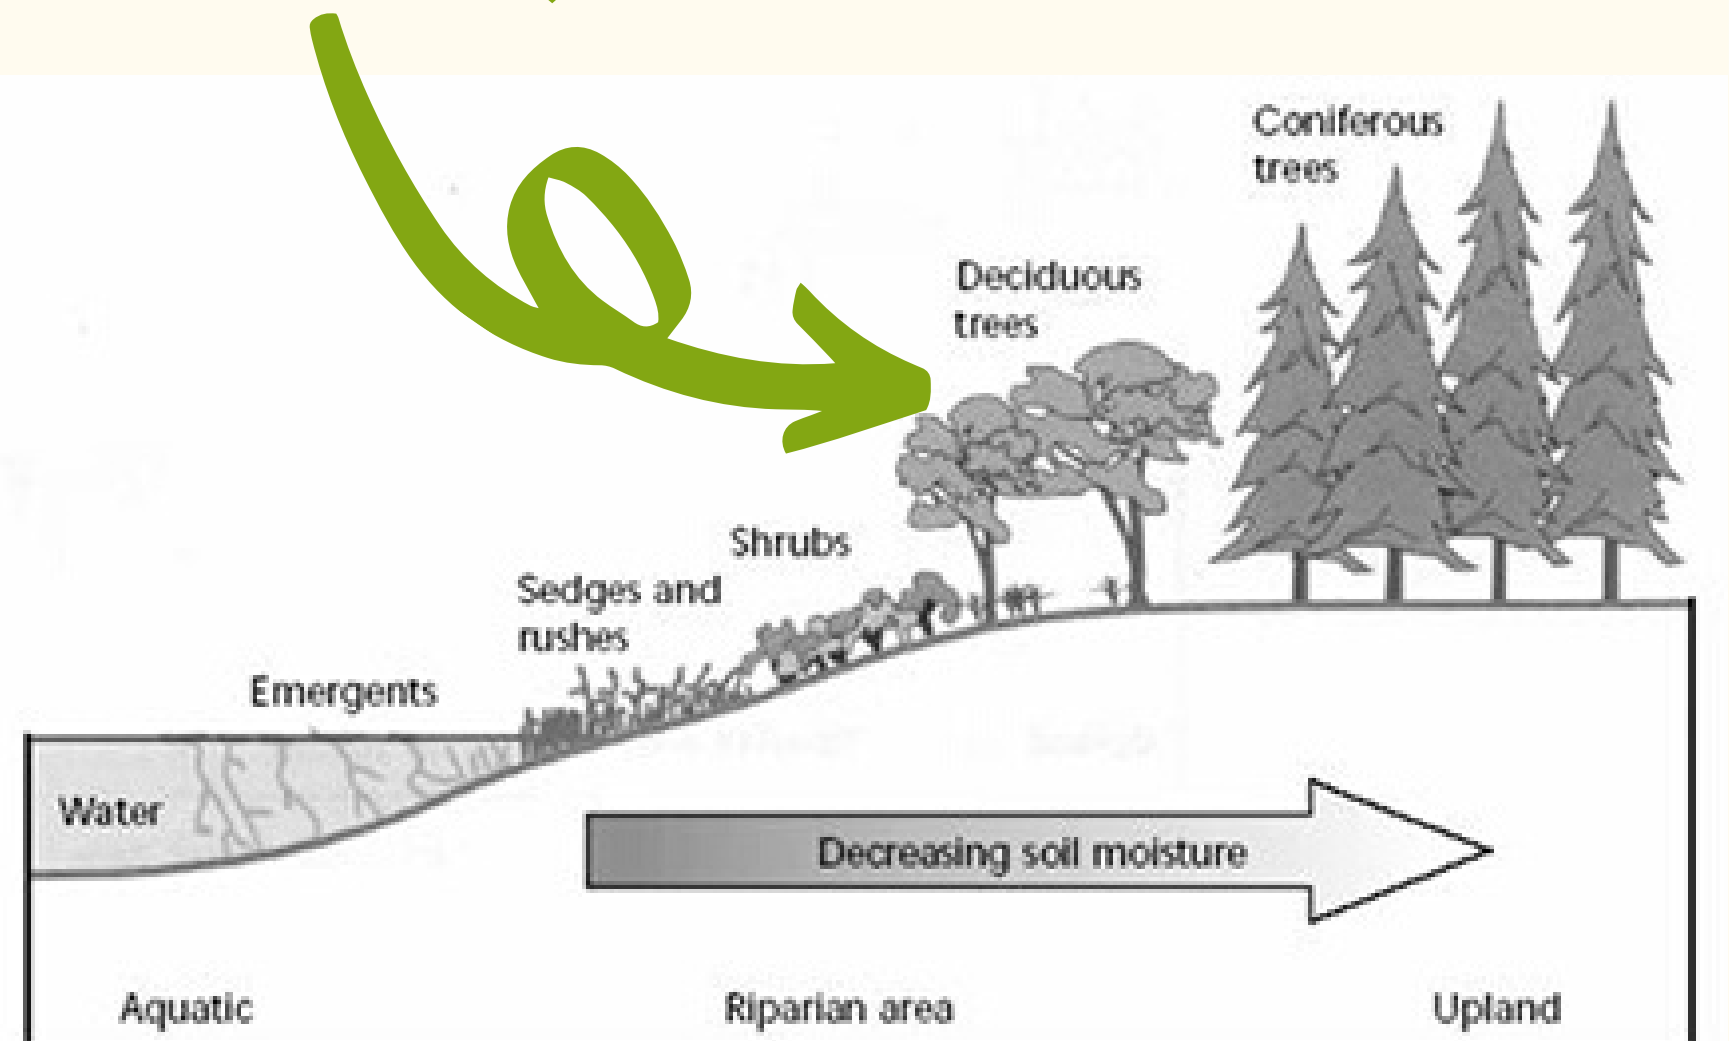 Coniferous
trees
Deciduous
trees
Shrubs
Sedges and
rushes
Emergents
Water
Decreasing soil moisture
Aquatic
Riparian area
Upland